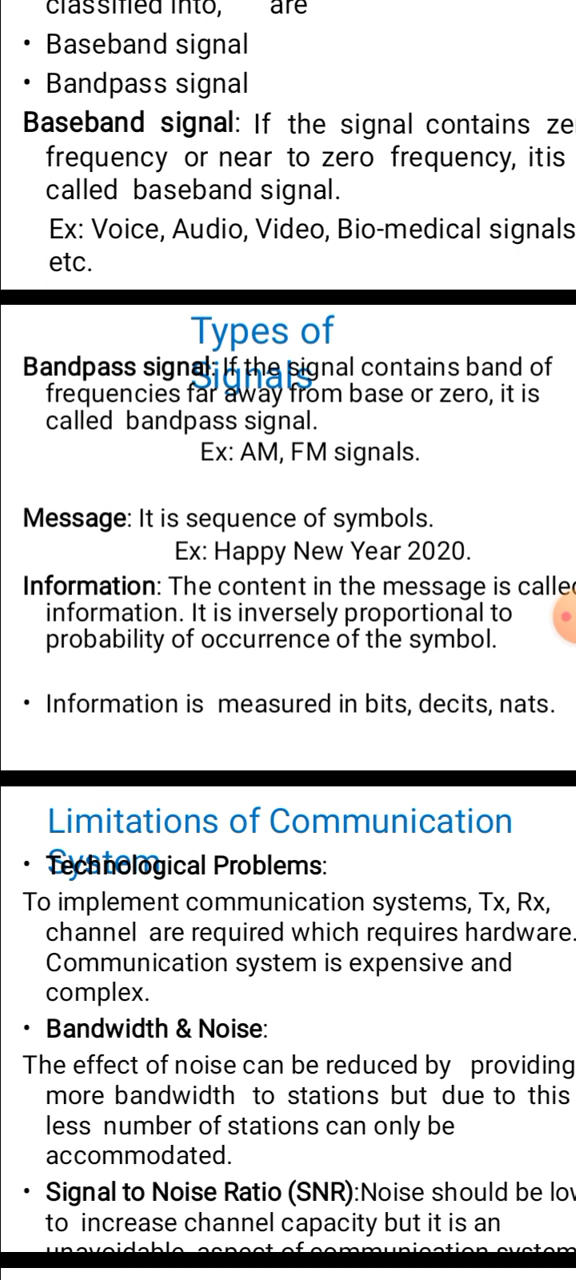 classified into, are
• Baseband signal
• Bandpass signal
Baseband signal: If the signal contains
frequency or near to zero frequency, itis
called baseband signal.
Ex: Voice, Audio, Video, Bio-medical signals
etc.
Types of
Signals
Bandpass signal: If the signal contains band of
frequencies far away from base or zero, it is
called bandpass signal.
Ex: AM, FM signals.
Message: It is sequence of symbols.
Ex: Happy New Year 2020.
Information: The content in the message is called
information. It is inversely proportional to
probability of occurrence of the symbol.
• Information is measured in bits, decits, nats.
Limitations of Communication
System
• Technological Problems:
To implement communication systems, Tx, Rx,
channel are required which requires hardware.
Communication system is expensive and
complex.
• Bandwidth & Noise:
The effect of noise can be reduced by providing
more bandwidth to stations but due to this
less number of stations can only be
accommodated.
• Signal to Noise Ratio (SNR):Noise should be low
to increase channel capacity but it is an
unavoidable aspect of communication system